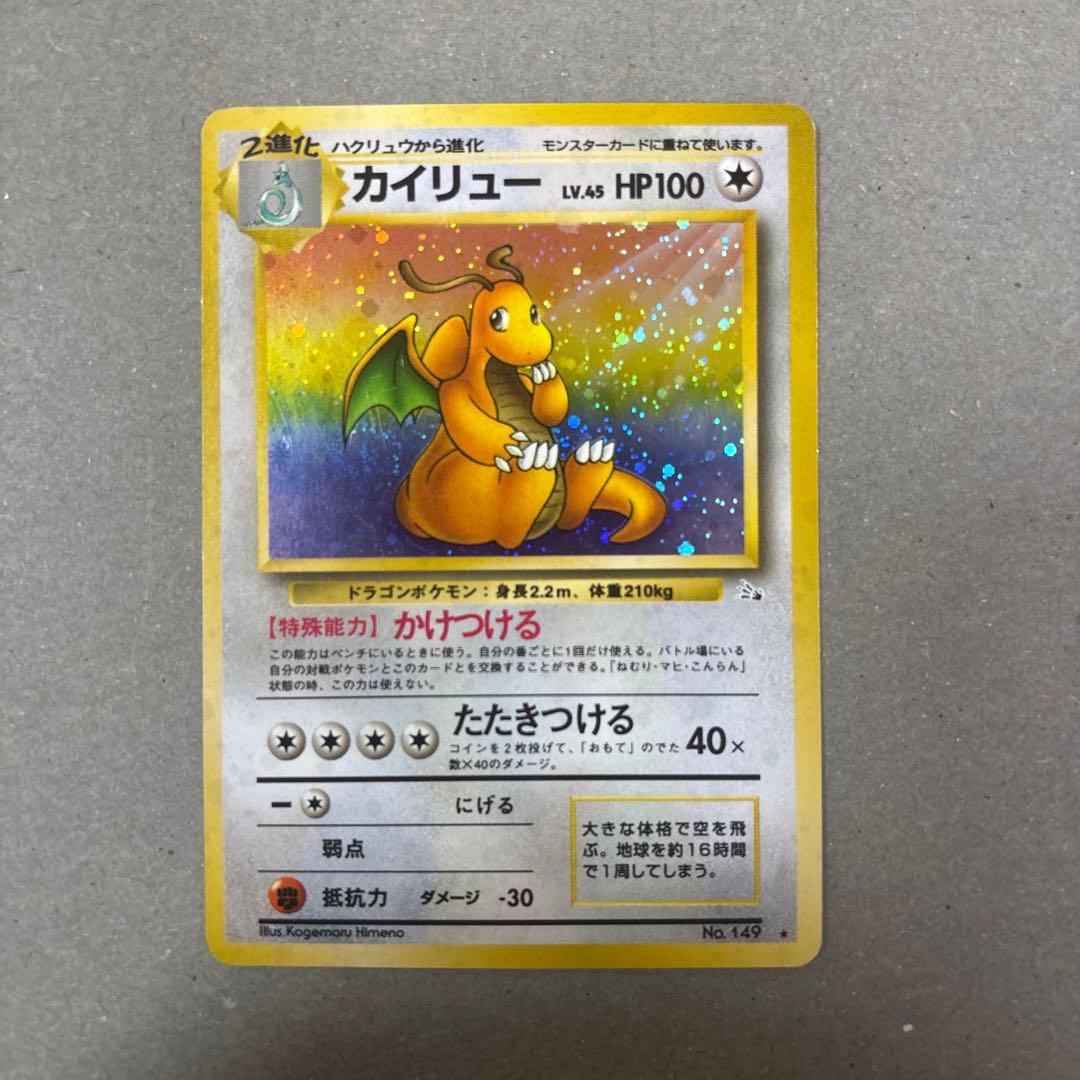 2進化 ハクリュウから進化 モンスターカードに重ねて使います。
カイリュー LV.45 HP100
ドラゴンポケモン：身長2.2m、体重210kg
【特殊能力】かけつける
この能力はベンチにいるときに使う。自分の番ごとに1回だけ使える。バトル場にいる
自分の対戦ポケモンとこのカードとを交換することができる。「ねむり・マヒ・こんらん」
状態の時、この力は使えない。
たたきつける
コインを2枚投げて、「おもて」のでた
数×40のダメージ。
40×
ー にげる
弱点
抵抗力 ダメージ -30
大きな体格で空を飛
ぶ。地球を約16時間
で1周してしまう。
Illus. Kagemaru Himeno
No. 149 ★